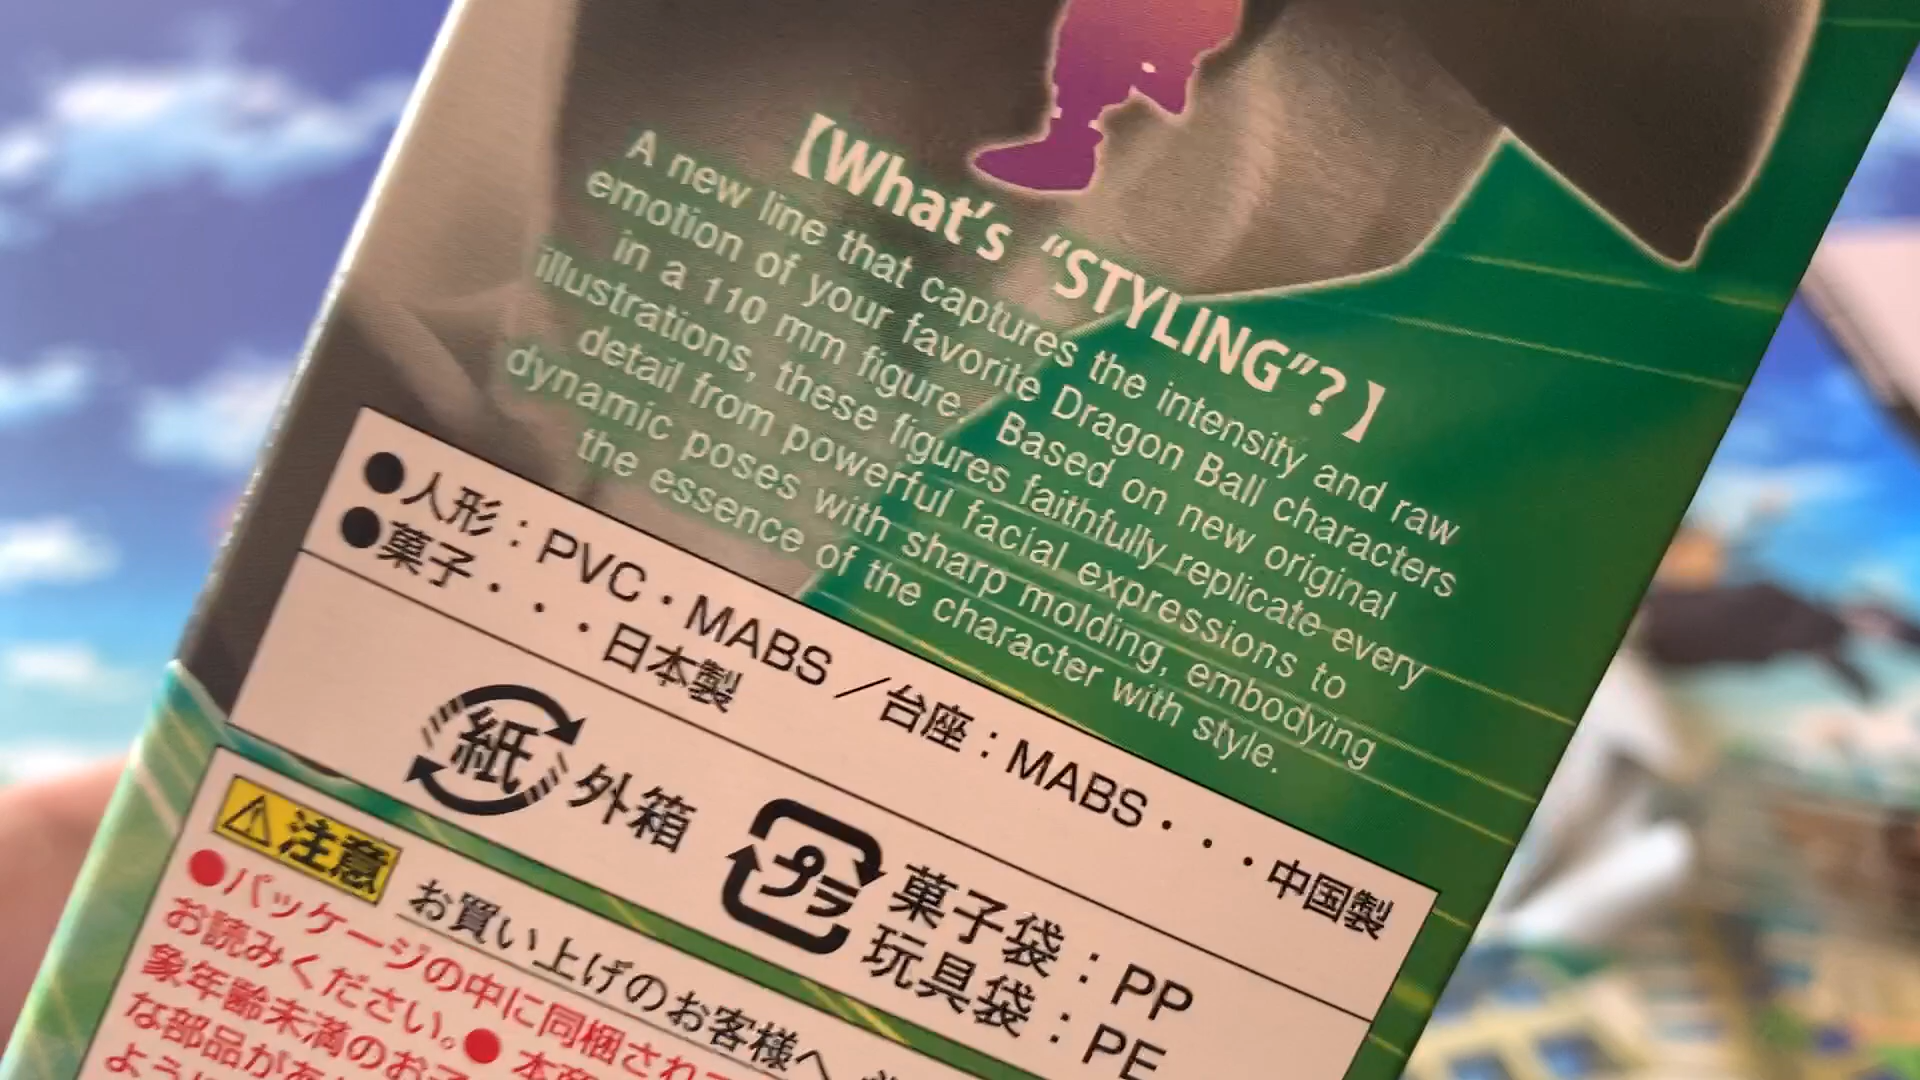 【What's “STYLING”?】
A new line that captures the intensity and raw
emotion of your favorite Dragon Ball characters
in a 110 mm figure. Based on new original
illustrations, these figures faithfully replicate every
detail from powerful facial expressions to
dynamic poses with sharp molding, embodying
the essence of the character with style.
●人形：PVC・MABS／台座：MABS・・・中国製
●菓子・・・日本製
紙 外箱
プラ 菓子袋：PP
玩具袋：PE
⚠注意 お買い上げのお客様へ
●パッケージの中に同梱され
お読みください。●本商
象年齢未満のお子
な部品があ
ように